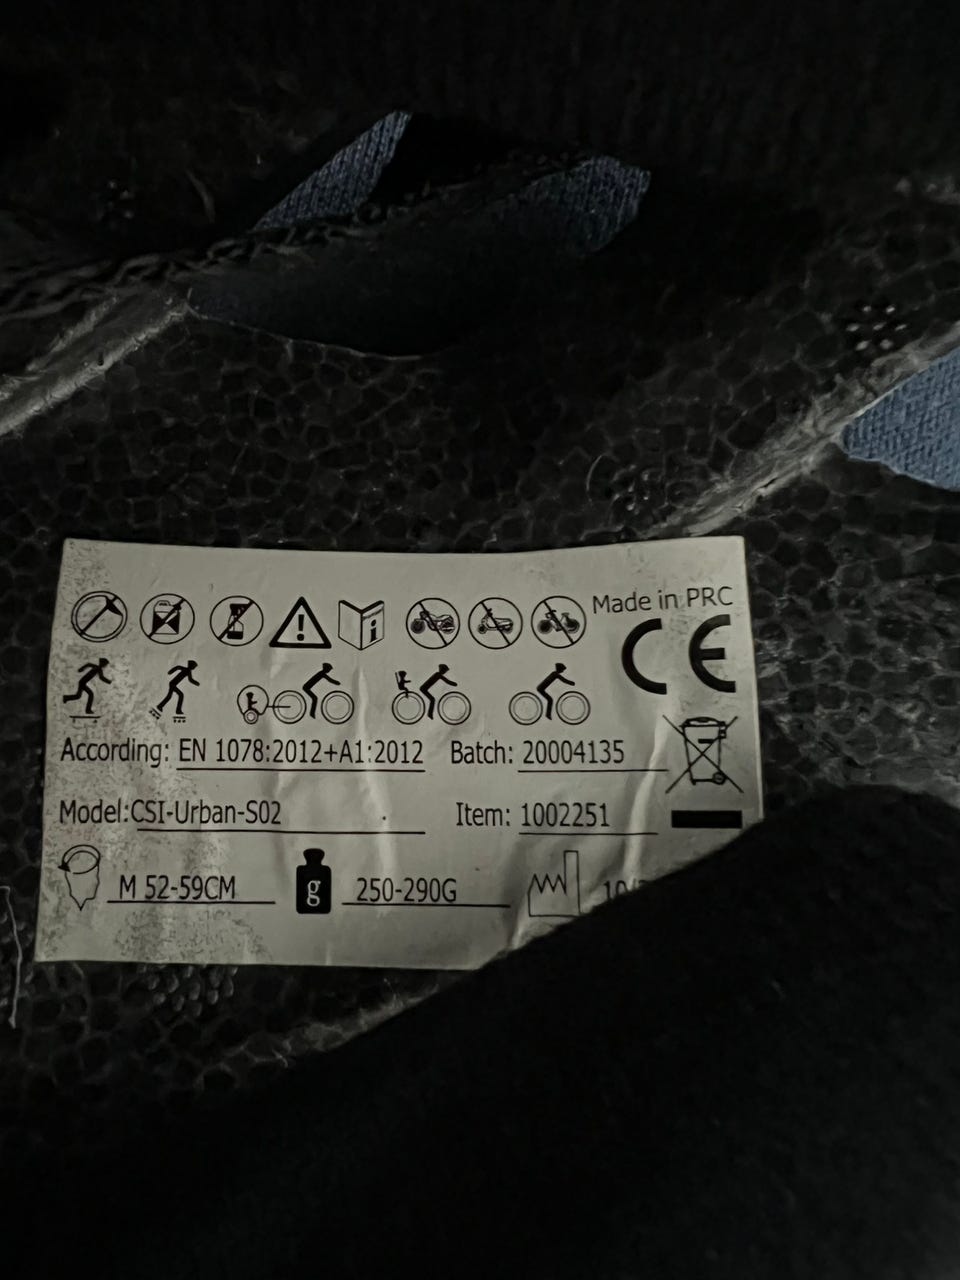 Made in PRC
CE
According: EN 1078:2012+A1:2012 Batch: 20004135
Model:CSI-Urban-S02 Item: 1002251
M 52-59CM g 250-290G